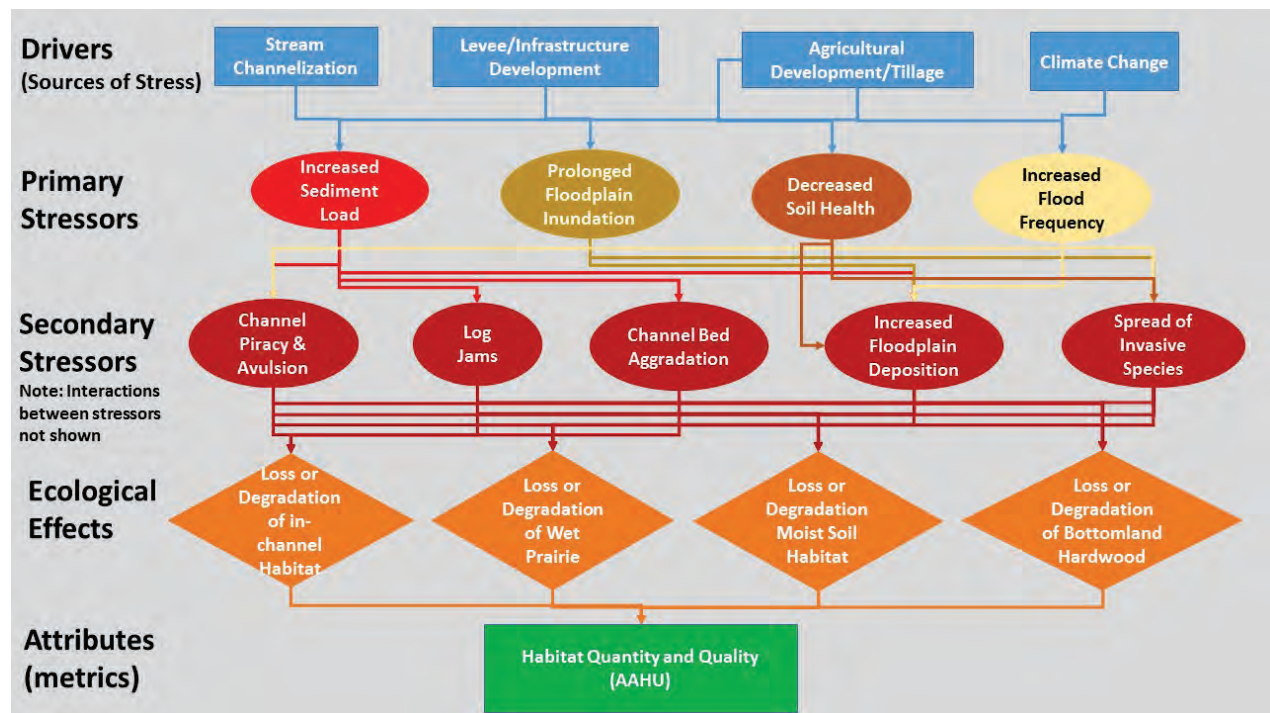 Drivers
(Sources of Stress)
Stream
Channelization
Levee/Infrastructure
Development
Agricultural
Development/Tillage
Climate Change
Primary
Stressors
Increased
Sediment
Load
Prolonged
Floodplain
Inundation
Decreased
Soil Health
Increased
Flood
Frequency
Secondary
Stressors
Note: Interactions
between stressors
not shown
Channel
Piracy &
Avulsion
Log
Jams
Channel Bed
Aggradation
Increased
Floodplain
Deposition
Spread of
Invasive
Species
Ecological
Effects
Loss or
Degradation
of in-
channel
Habitat
Loss or
Degradation
of Wet
Prairie
Loss or
Degradation
Moist Soil
Habitat
Loss or
Degradation
of Bottomland
Hardwood
Attributes
(metrics)
Habitat Quantity and Quality
(AAHU)